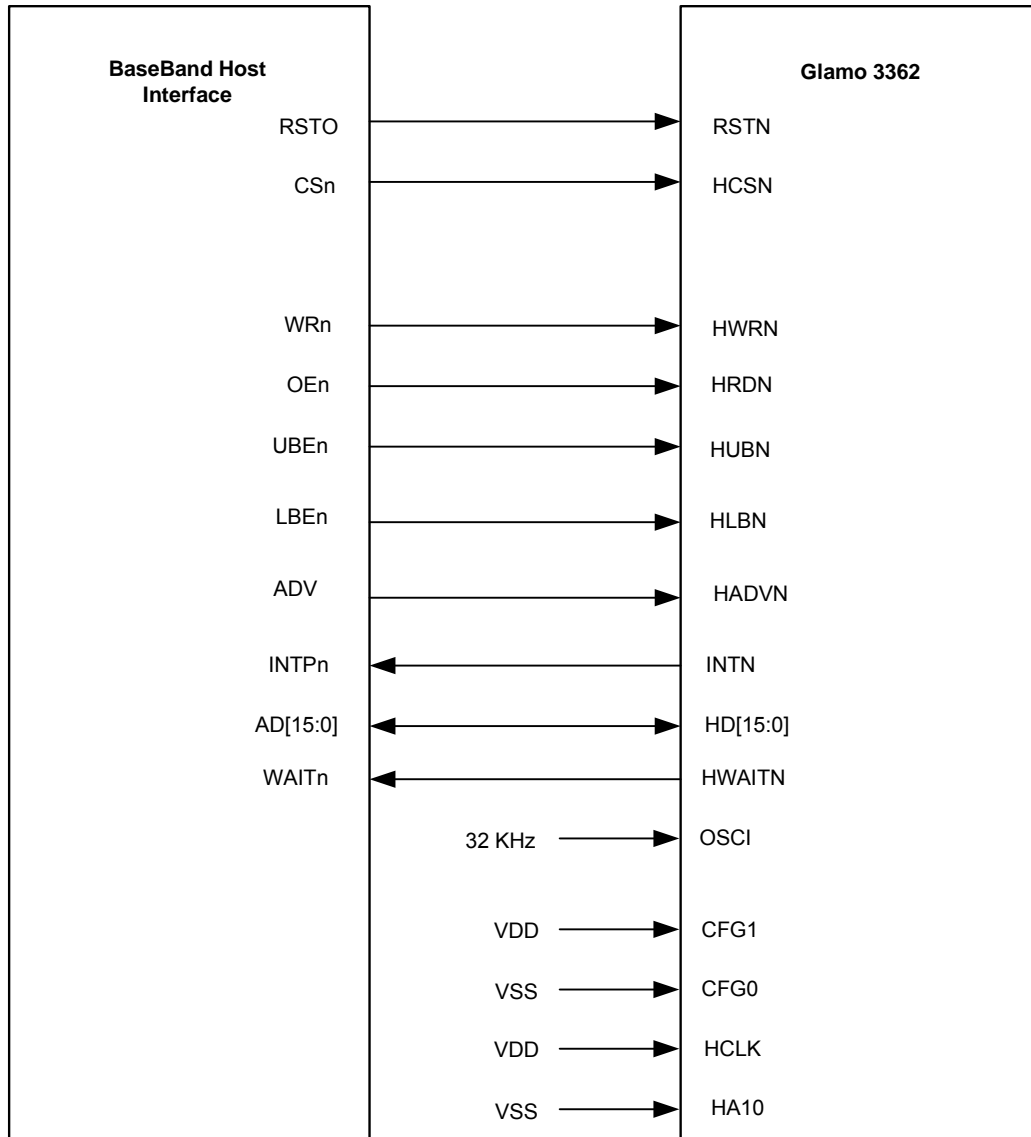 BaseBand Host
Interface
Glamo 3362
RSTO
RSTN
CSn
HCSN
WRn
HWRN
OEn
HRDN
UBEn
HUBN
LBEn
HLBN
ADV
HADVN
INTPn
INTN
AD[15:0]
HD[15:0]
WAITn
HWAITN
32 KHz
OSCI
VDD
CFG1
VSS
CFG0
VDD
HCLK
VSS
HA10